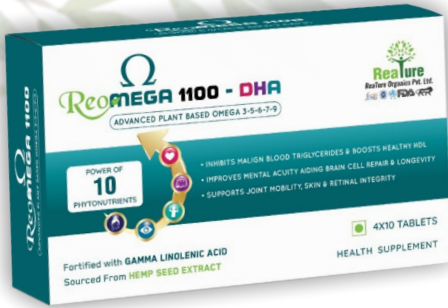 Ω
ReoMEGA 1100 - DHA
ADVANCED PLANT BASED OMEGA 3-5-6-7-9
ReaTure
ReaTure Organics Pvt. Ltd.
FDA
POWER OF
10
PHYTONUTRIENTS
• INHIBITS MALIGN BLOOD TRIGLYCERIDES & BOOSTS HEALTHY HDL
• IMPROVES MENTAL ACUITY AIDING BRAIN CELL REPAIR & LONGEVITY
• SUPPORTS JOINT MOBILITY, SKIN & RETINAL INTEGRITY
4X10 TABLETS
HEALTH SUPPLEMENT
Fortified with GAMMA LINOLENIC ACID
Sourced From HEMP SEED EXTRACT
ReoMEGA 1100